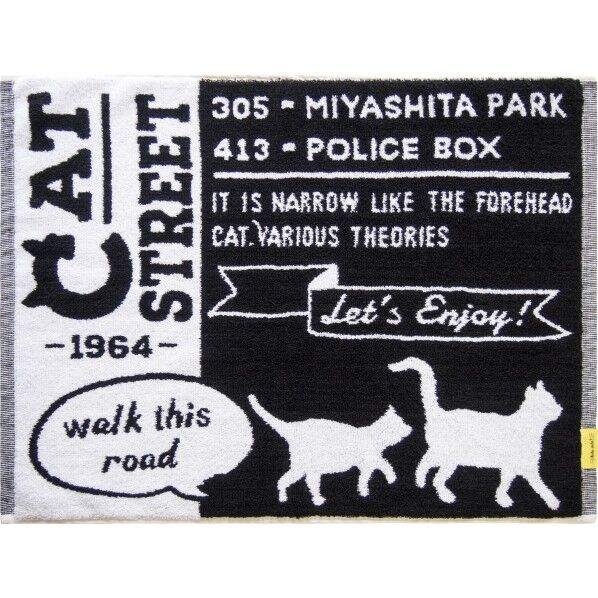 CAT
STREET
-1964-
305 - MIYASHITA PARK
413 - POLICE BOX
IT IS NARROW LIKE THE FOREHEAD
CAT. VARIOUS THEORIES
Let's Enjoy!
walk this
road